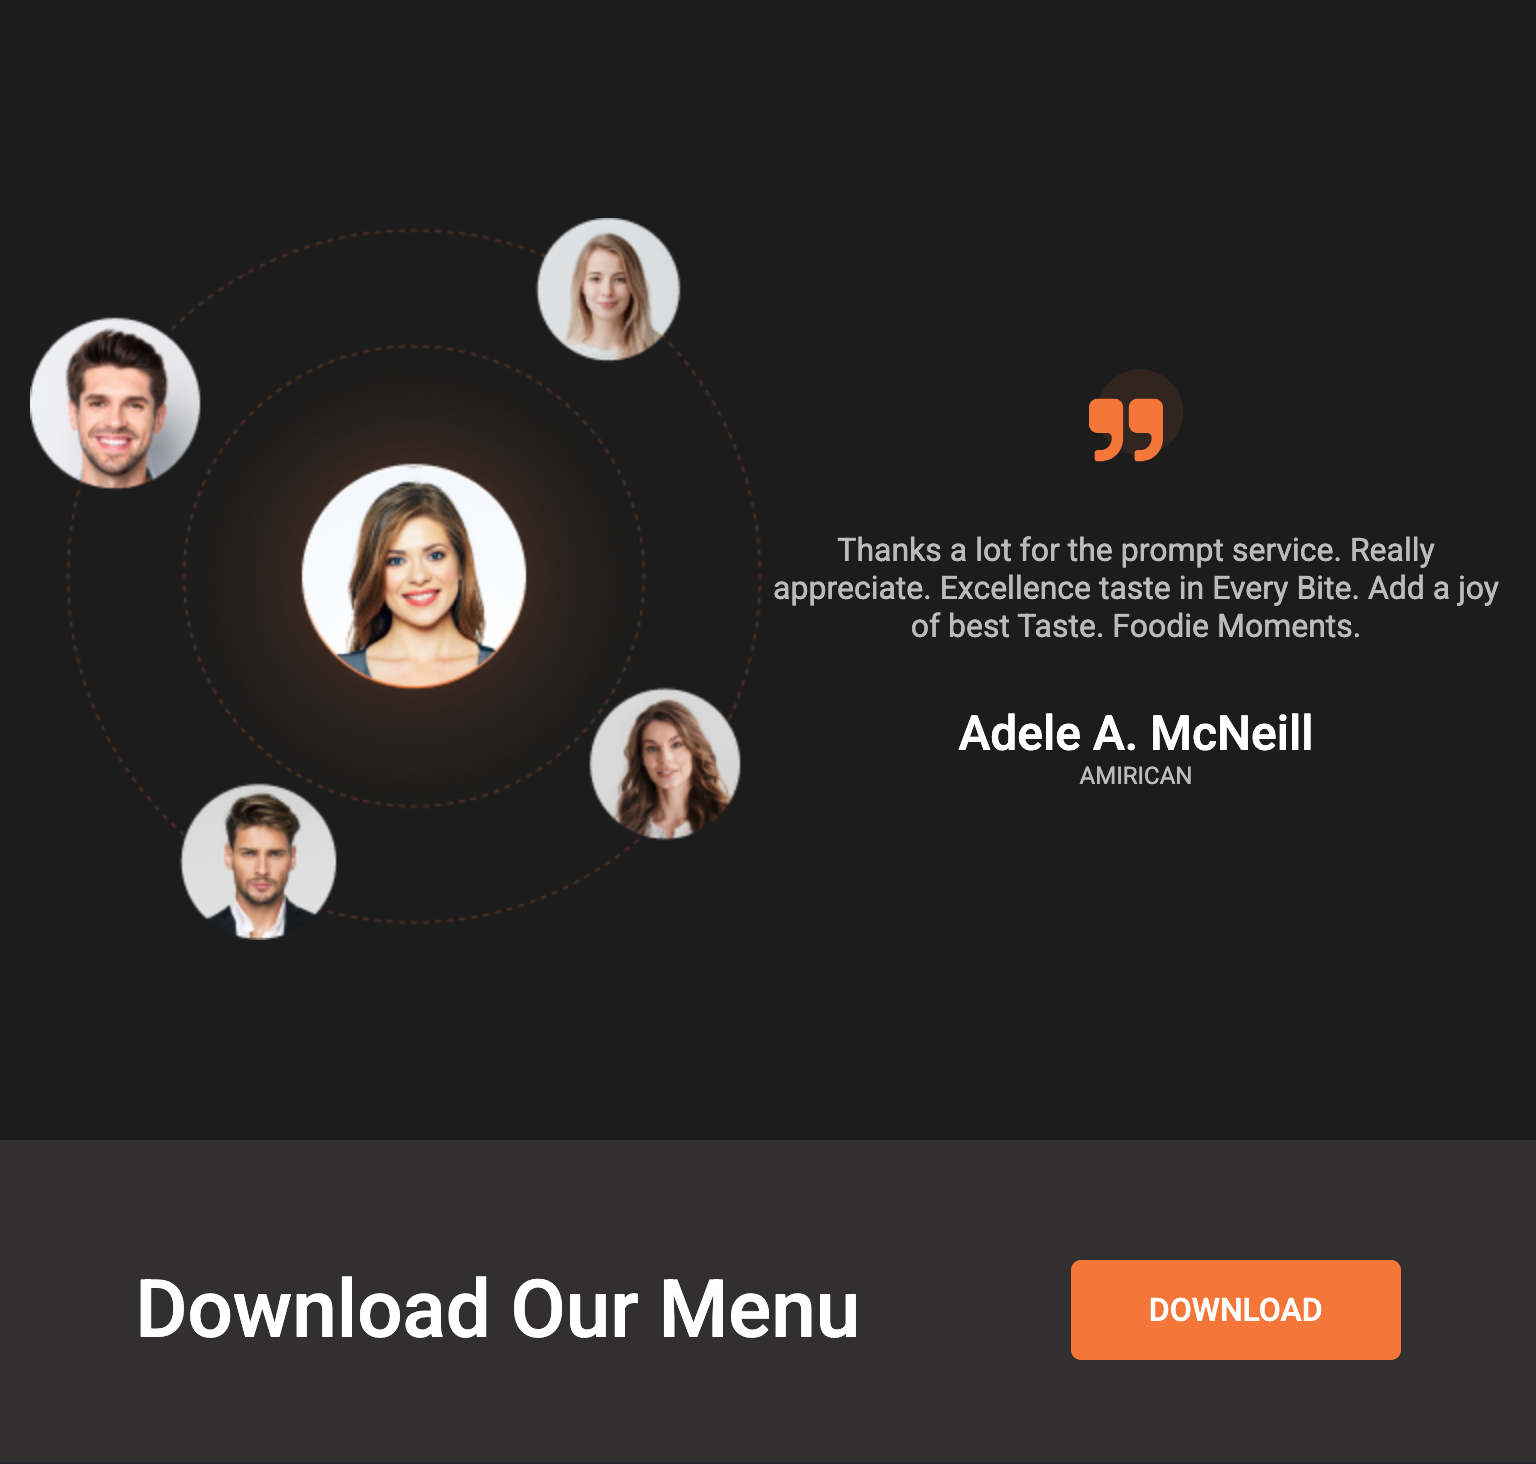 Thanks a lot for the prompt service. Really
appreciate. Excellence taste in Every Bite. Add a joy
of best Taste. Foodie Moments.
Adele A. McNeill
AMIRICAN
Download Our Menu
DOWNLOAD